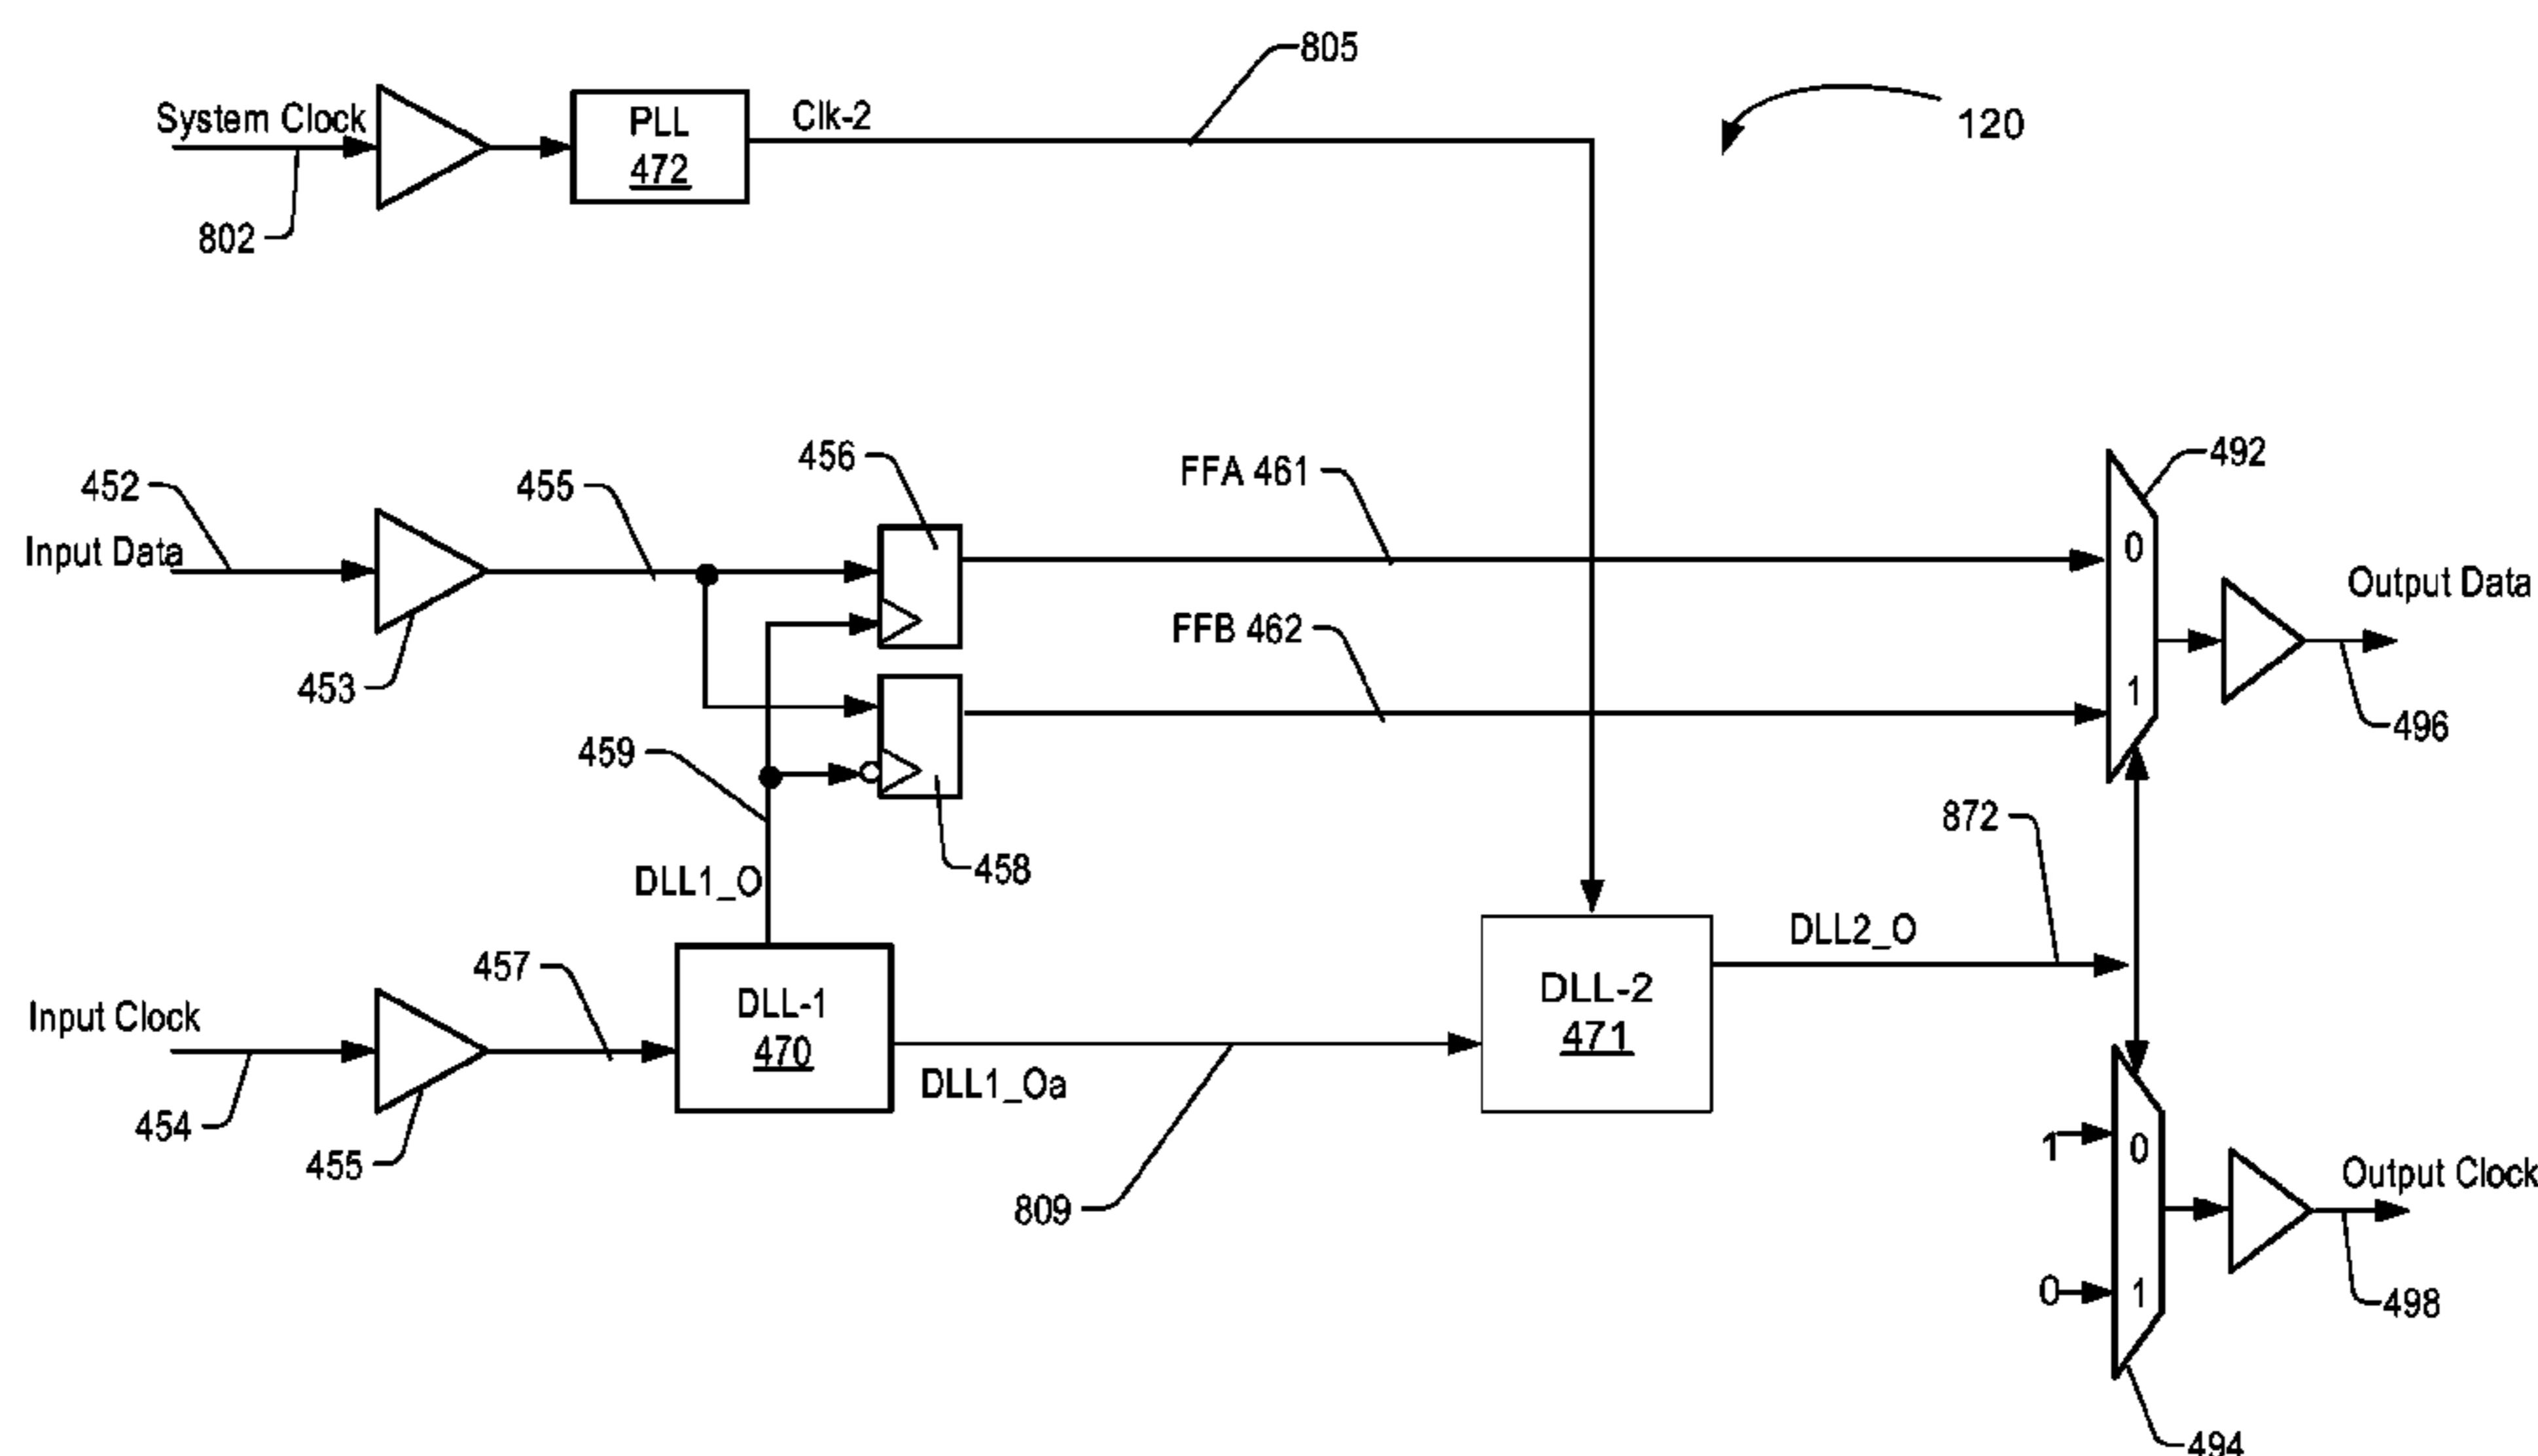 805
System Clock
PLL
472
Clk-2
120
802
452
455
456
FFA 461
492
Input Data
0
Output Data
453
FFB 462
1
496
459
458
872
DLL1_O
DLL2_O
457
Input Clock
DLL-1
470
DLL-2
471
DLL1_Oa
454
455
809
1
0
Output Clock
0
1
498
494